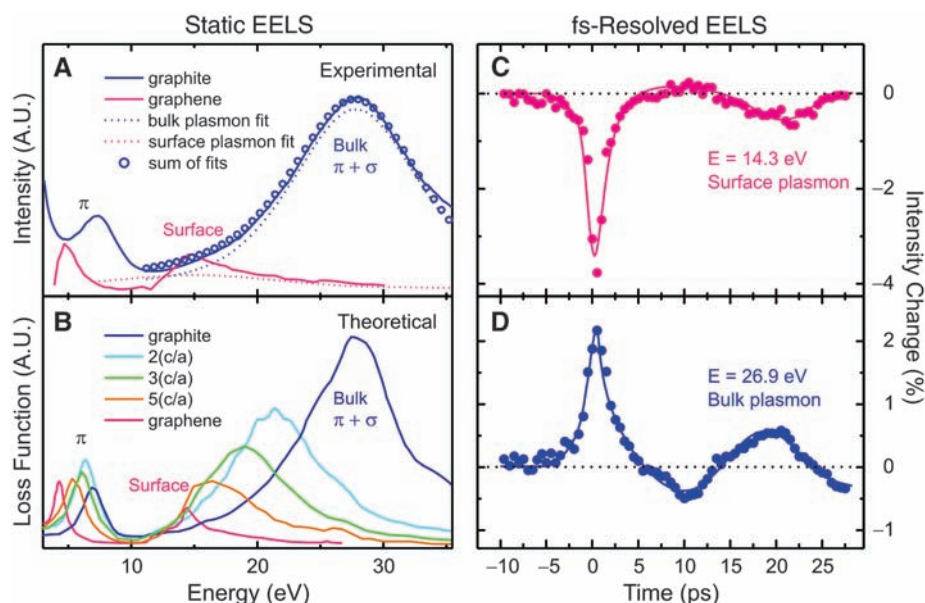 Static EELS
fs-Resolved EELS
A
Experimental
graphite
graphene
bulk plasmon fit
surface plasmon fit
sum of fits
π
Surface
Bulk
π + σ
Intensity (A.U.)
B
Theoretical
graphite
2(c/a)
3(c/a)
5(c/a)
graphene
π
Surface
Bulk
π + σ
Loss Function (A.U.)
5 10 20 30
Energy (eV)
C
E = 14.3 eV
Surface plasmon
0
−2
−4
D
E = 26.9 eV
Bulk plasmon
2
1
0
−1
Intensity Change (%)
−10 −5 0 5 10 15 20 25
Time (ps)